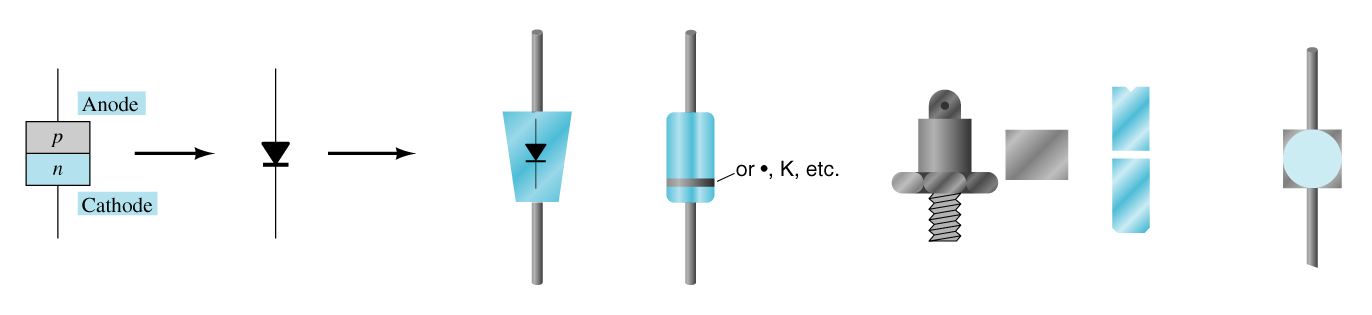 Anode
p
n
Cathode
or •, K, etc.